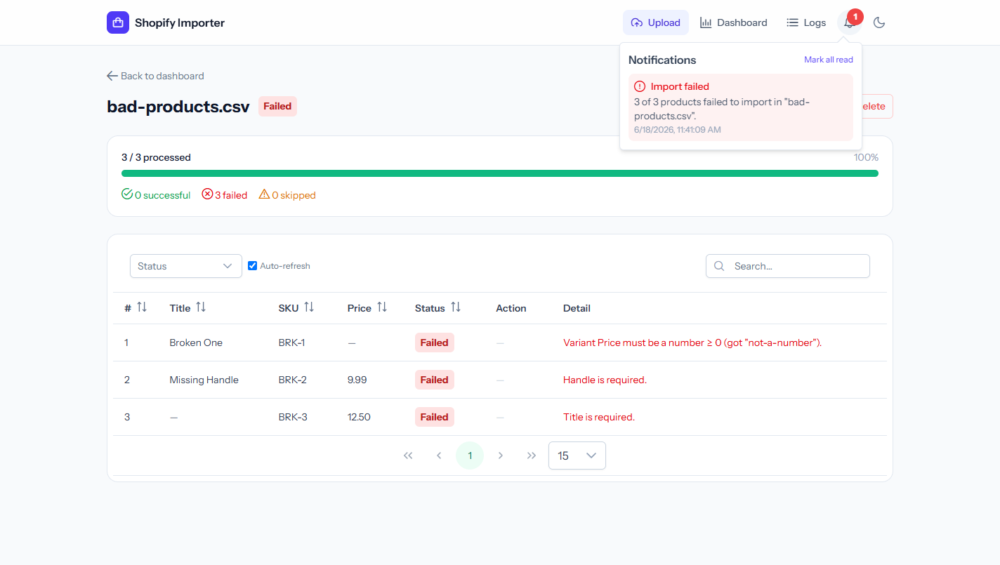 Shopify Importer
Upload
Dashboard
Logs
1
Notifications
Mark all read
Import failed
3 of 3 products failed to import in "bad-
products.csv".
6/18/2026, 11:41:09 AM
Back to dashboard
bad-products.csv
Failed
elete
3 / 3 processed
100%
0 successful
3 failed
0 skipped
Status
Auto-refresh
Search...
# Title SKU Price Status Action Detail
1 Broken One BRK-1 — Failed — Variant Price must be a number ≥ 0 (got "not-a-number").
2 Missing Handle BRK-2 9.99 Failed — Handle is required.
3 — BRK-3 12.50 Failed — Title is required.
1
15